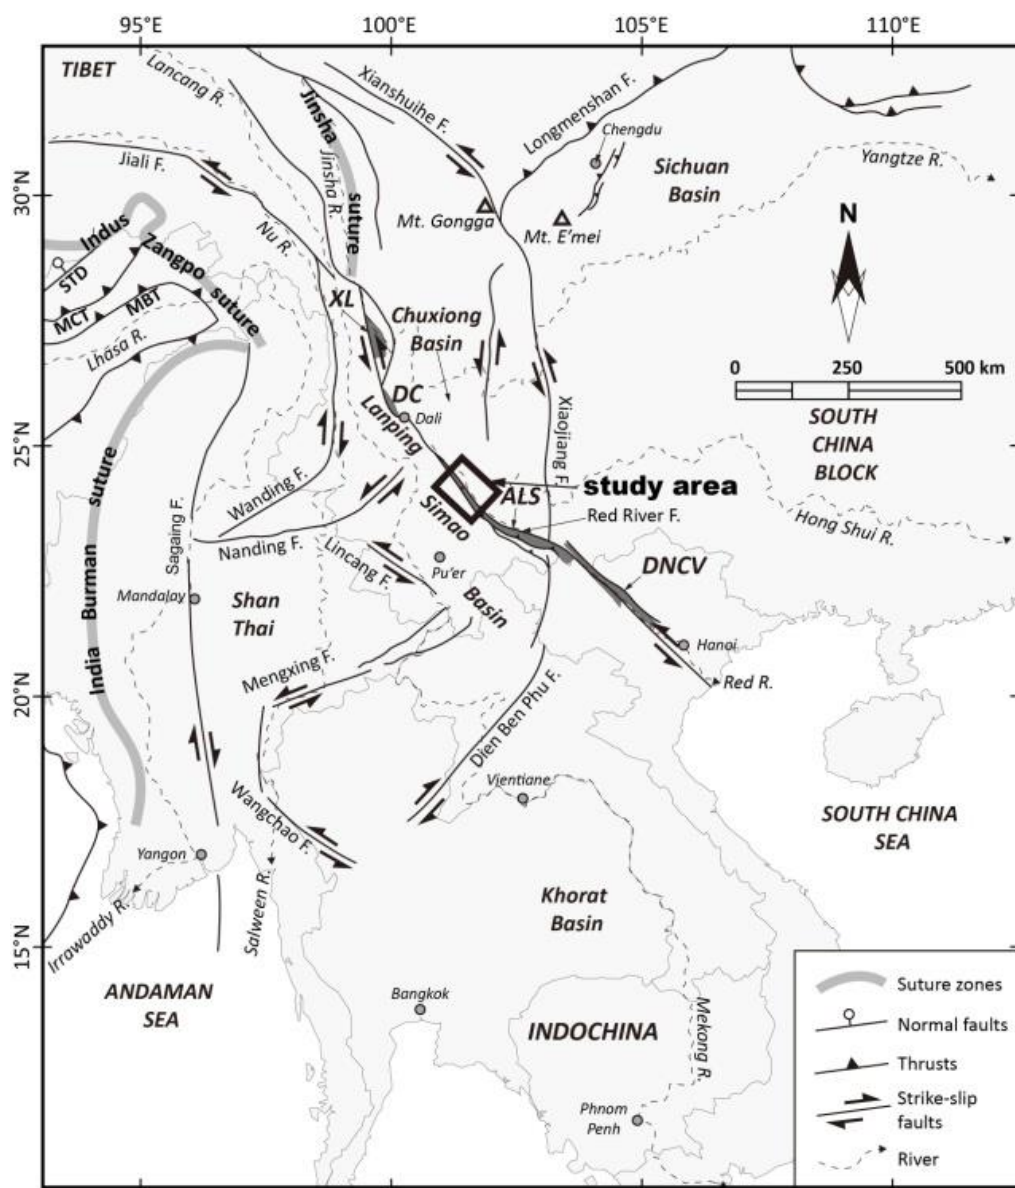 95°E
100°E
105°E
110°E
TIBET
Lancang R.
Xianshuihe F.
Longmenshan F.
Chengdu
Sichuan
Basin
Yangtze R.
Jinsha
suture
Jinsha R.
Jiali F.
30°N
Nu R.
Mt. Gongga
Mt. E'mei
N
Indus
Zangpo
suture
STD
MCT
MBT
Lhasa R.
XL
Chuxiong
Basin
0
250
500 km
DC
Dali
Lanping
SOUTH
CHINA
BLOCK
25°N
Xiaojiang F.
Wanding F.
study area
ALS
Red River F.
Simao
Basin
Hong Shui R.
Nanding F.
Lincang F.
Pu'er
DNCV
India Burman suture
Sagaing F.
Mandalay
Shan
Thai
Hanoi
Mengxing F.
20°N
Red R.
Dien Ben Phu F.
Vientiane
Wangchao F.
SOUTH CHINA
SEA
Yangon
Irrawaddy R.
Salween R.
Khorat
Basin
15°N
ANDAMAN
SEA
Bangkok
INDOCHINA
Mekong R.
Phnom
Penh
Suture zones
Normal faults
Thrusts
Strike-slip
faults
River